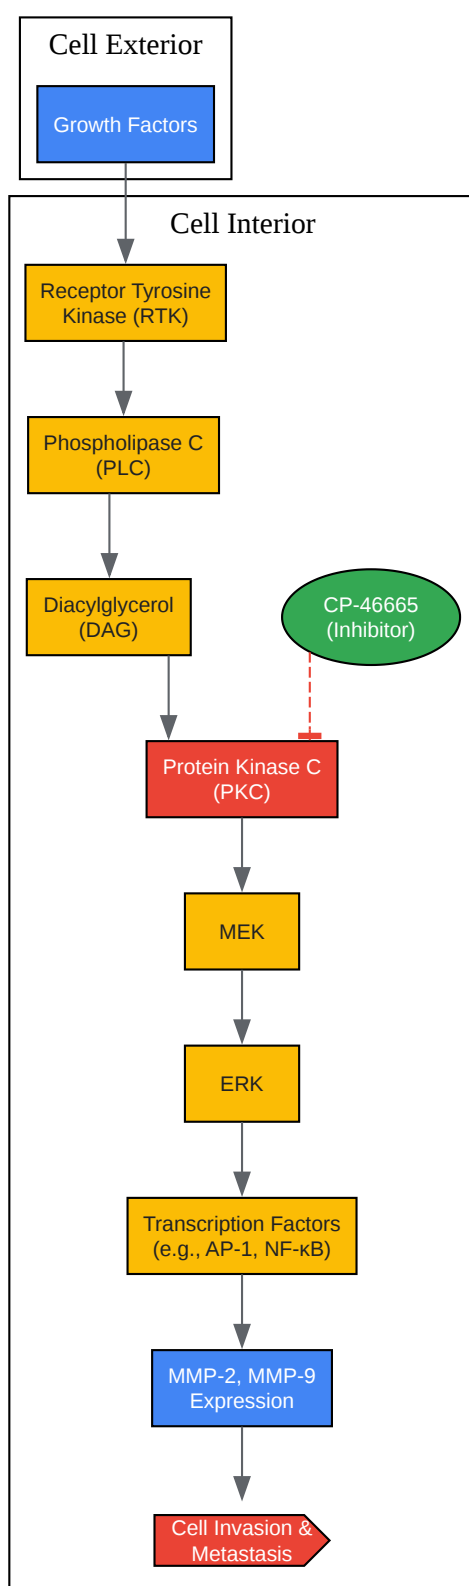 Cell Exterior
Growth Factors
Cell Interior
Receptor Tyrosine
Kinase (RTK)
Phospholipase C
(PLC)
Diacylglycerol
(DAG)
CP-46665
(Inhibitor)
Protein Kinase C
(PKC)
MEK
ERK
Transcription Factors
(e.g., AP-1, NF-κB)
MMP-2, MMP-9
Expression
Cell Invasion &
Metastasis